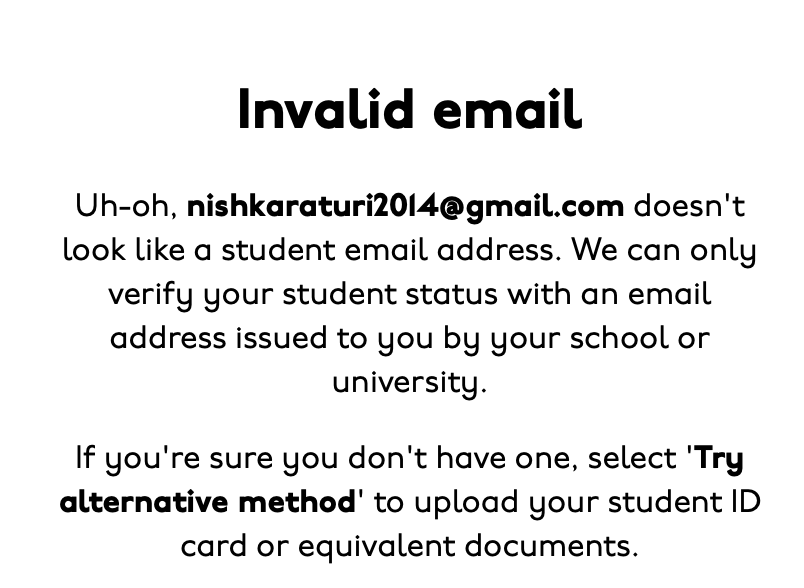 Invalid email
Uh-oh, nishkaraturi2014@gmail.com doesn't
look like a student email address. We can only
verify your student status with an email
address issued to you by your school or
university.
If you're sure you don't have one, select 'Try
alternative method' to upload your student ID
card or equivalent documents.